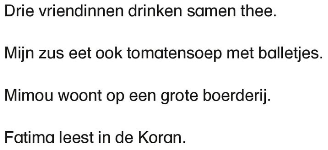 Drie vriendinnen drinken samen thee.
Mijn zus eet ook tomatensoep met balletjes.
Mimou woont op een grote boerderij.
Fatima leest in de Koran.